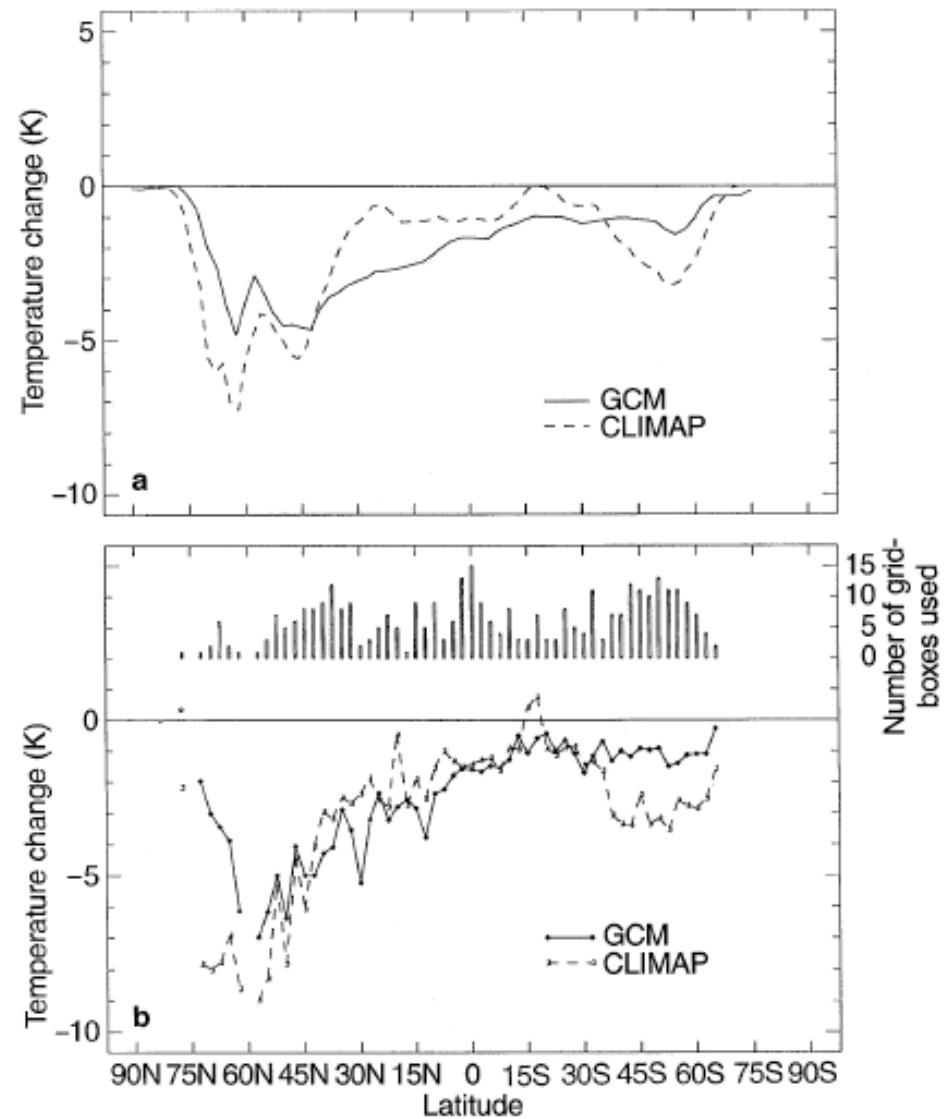 5
0
−5
−10
Temperature change (K)
GCM
CLIMAP
a
15
10
5
0
Number of grid-
boxes used
0
−5
−10
Temperature change (K)
GCM
CLIMAP
b
90N 75N 60N 45N 30N 15N 0 15S 30S 45S 60S 75S 90S
Latitude